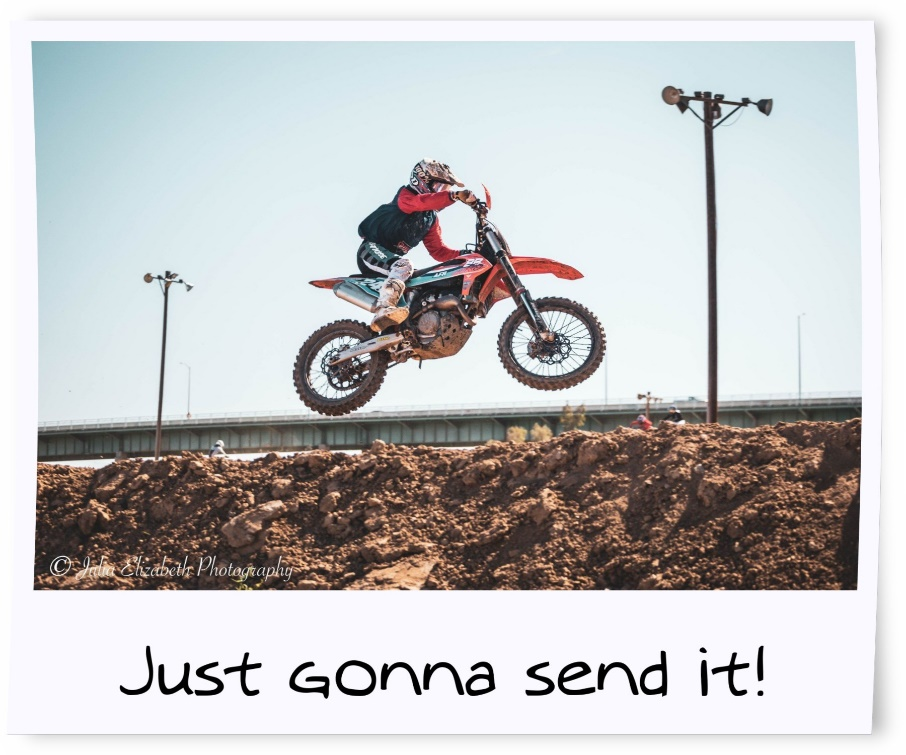 © Julia Elizabeth Photography
Just gonna send it!